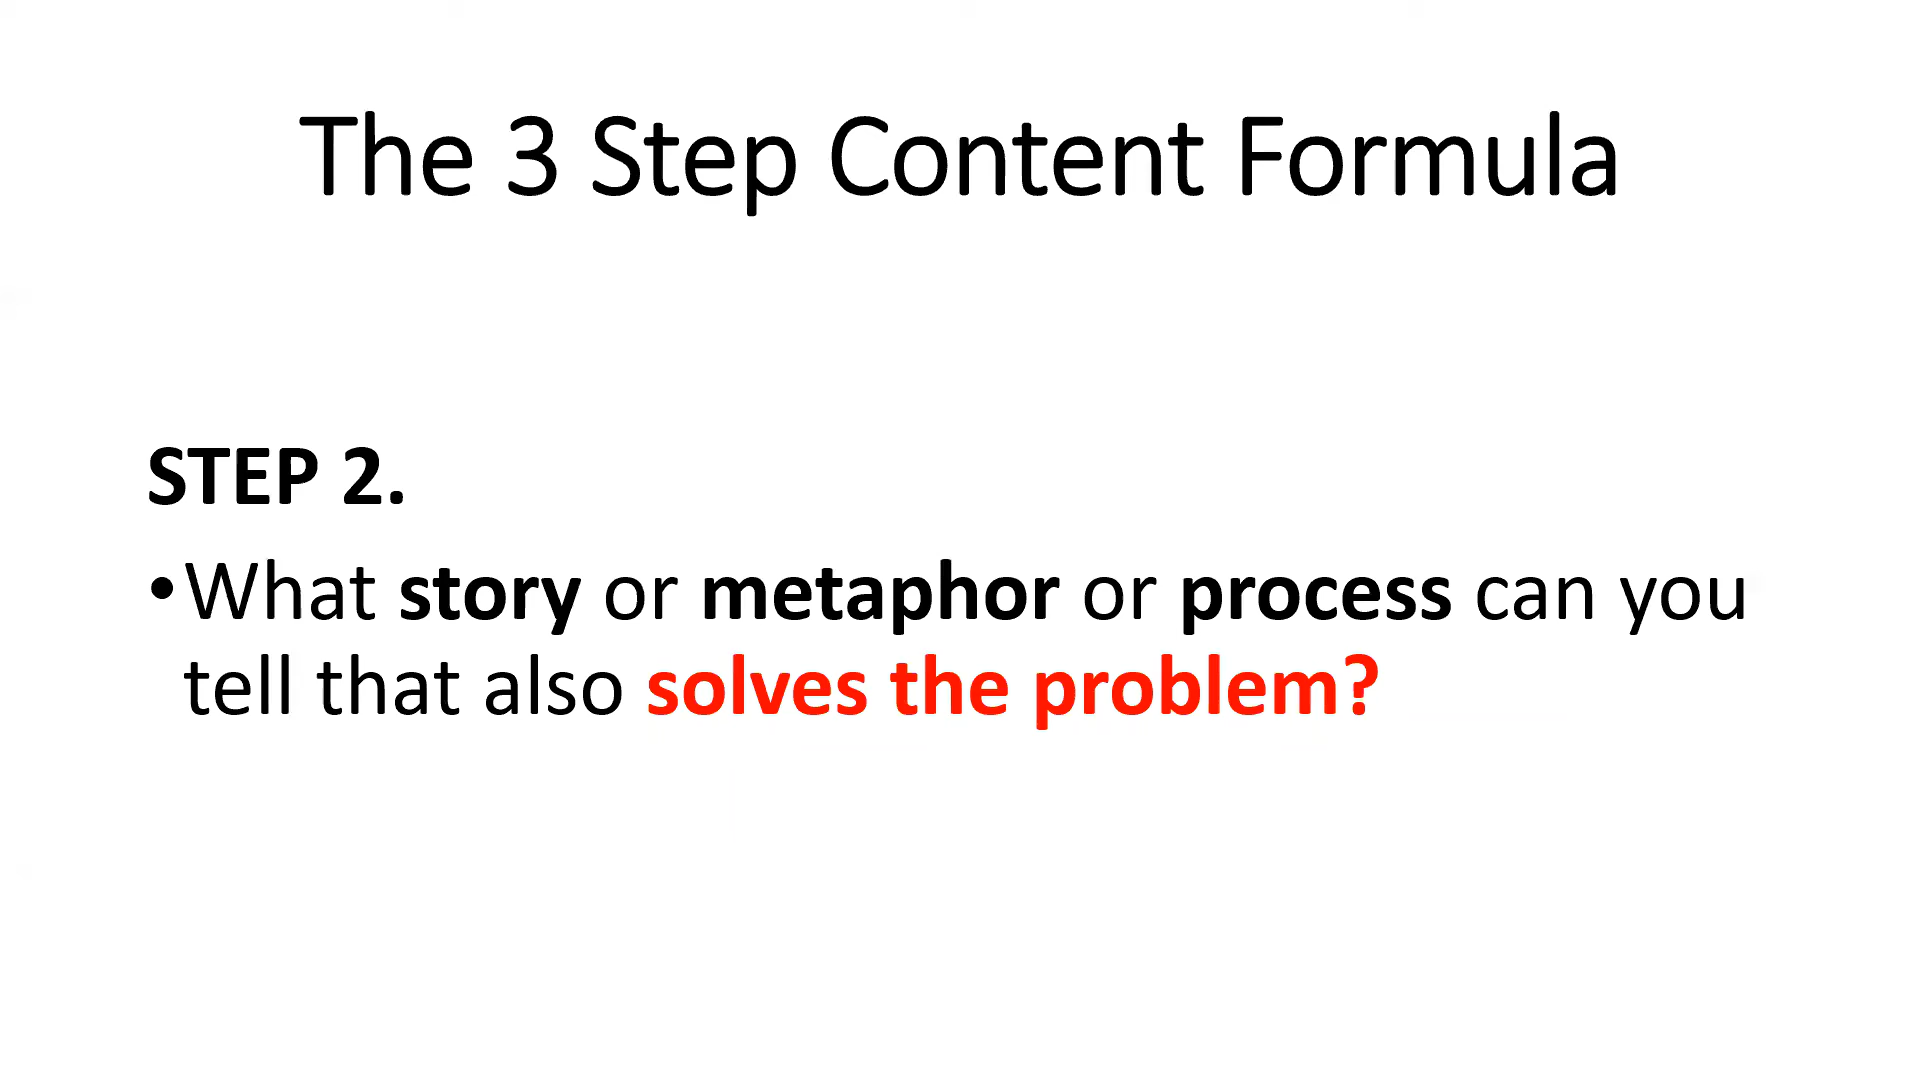 The 3 Step Content Formula
STEP 2.
•What story or metaphor or process can you
tell that also solves the problem?